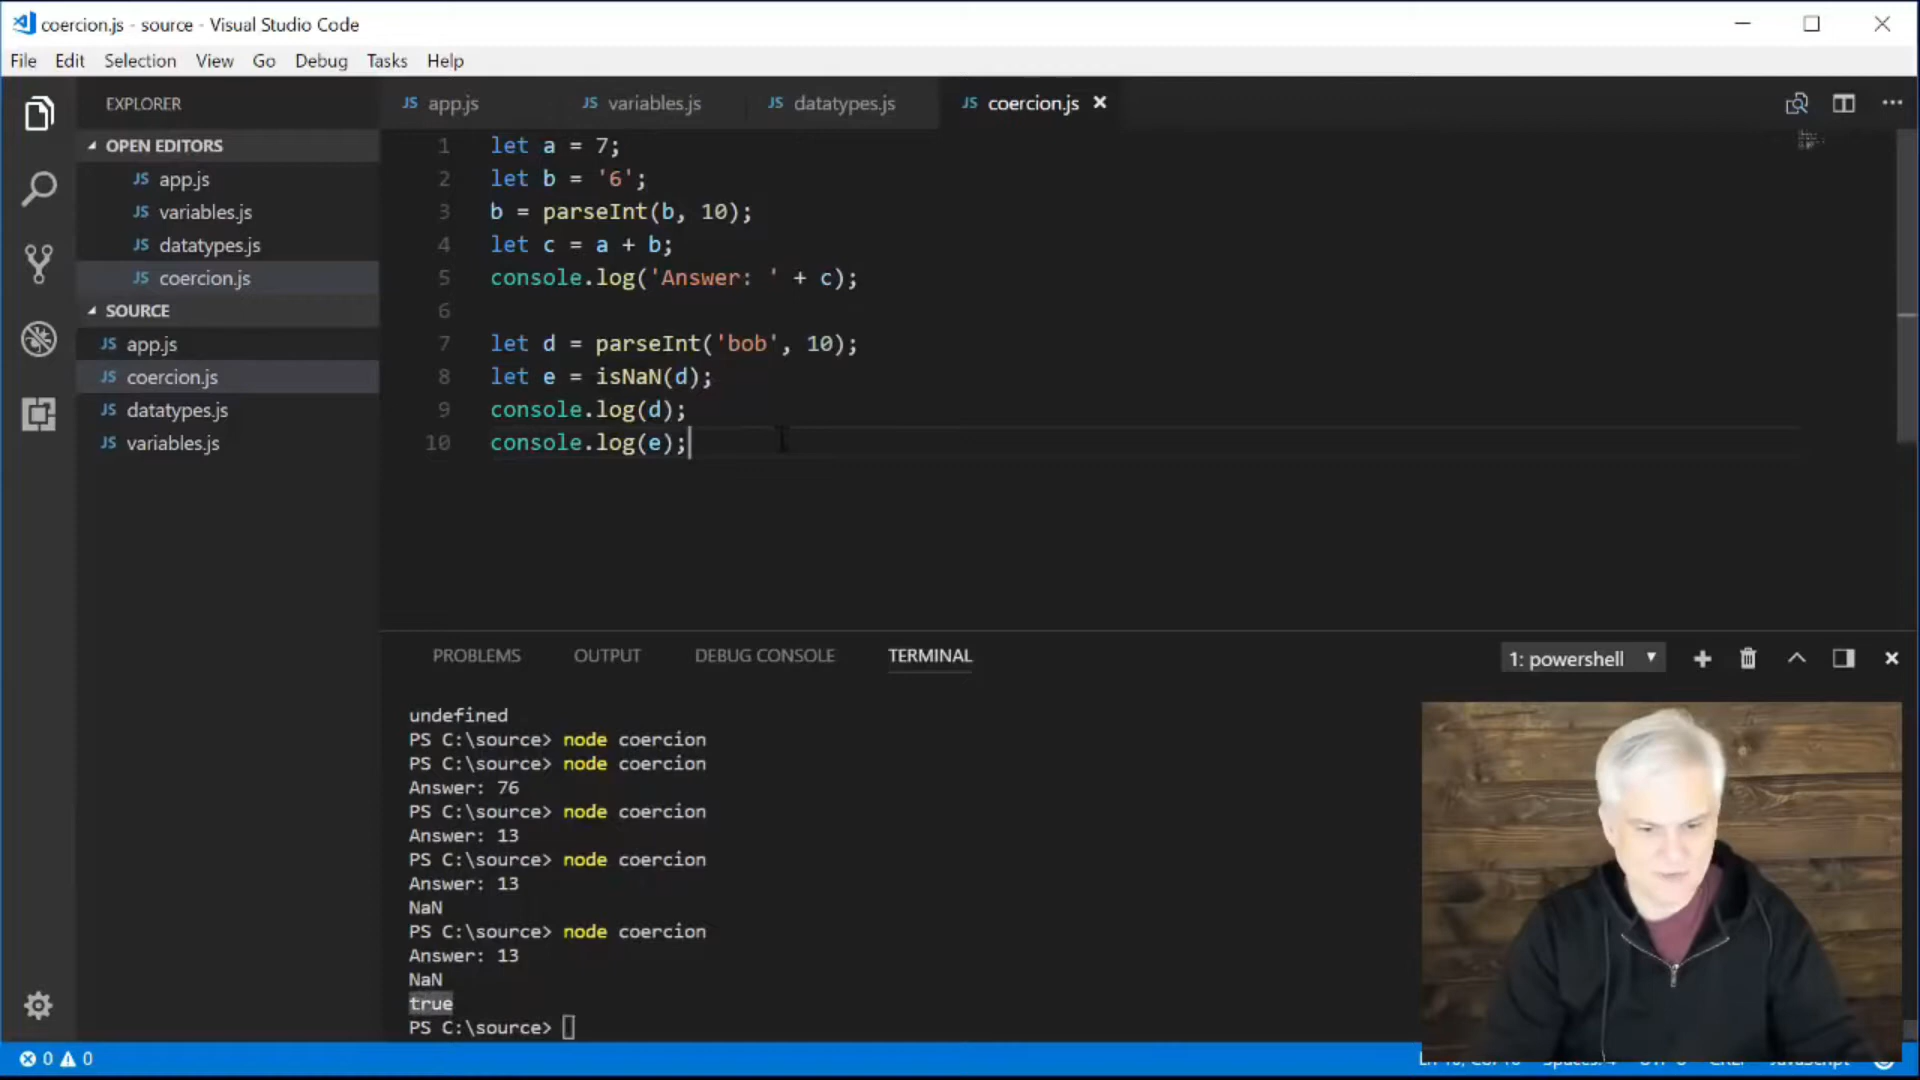 coercion.js - source - Visual Studio Code
File Edit Selection View Go Debug Tasks Help
EXPLORER
OPEN EDITORS
JS app.js
JS variables.js
JS datatypes.js
JS coercion.js
SOURCE
JS app.js
JS coercion.js
JS datatypes.js
JS variables.js
JS app.js JS variables.js JS datatypes.js JS coercion.js
1 let a = 7;
2 let b = '6';
3 b = parseInt(b, 10);
4 let c = a + b;
5 console.log('Answer: ' + c);
6
7 let d = parseInt('bob', 10);
8 let e = isNaN(d);
9 console.log(d);
10 console.log(e);
PROBLEMS OUTPUT DEBUG CONSOLE TERMINAL
1: powershell
undefined
PS C:\source> node coercion
PS C:\source> node coercion
Answer: 76
PS C:\source> node coercion
Answer: 13
PS C:\source> node coercion
Answer: 13
NaN
PS C:\source> node coercion
Answer: 13
NaN
true
PS C:\source>
0 0